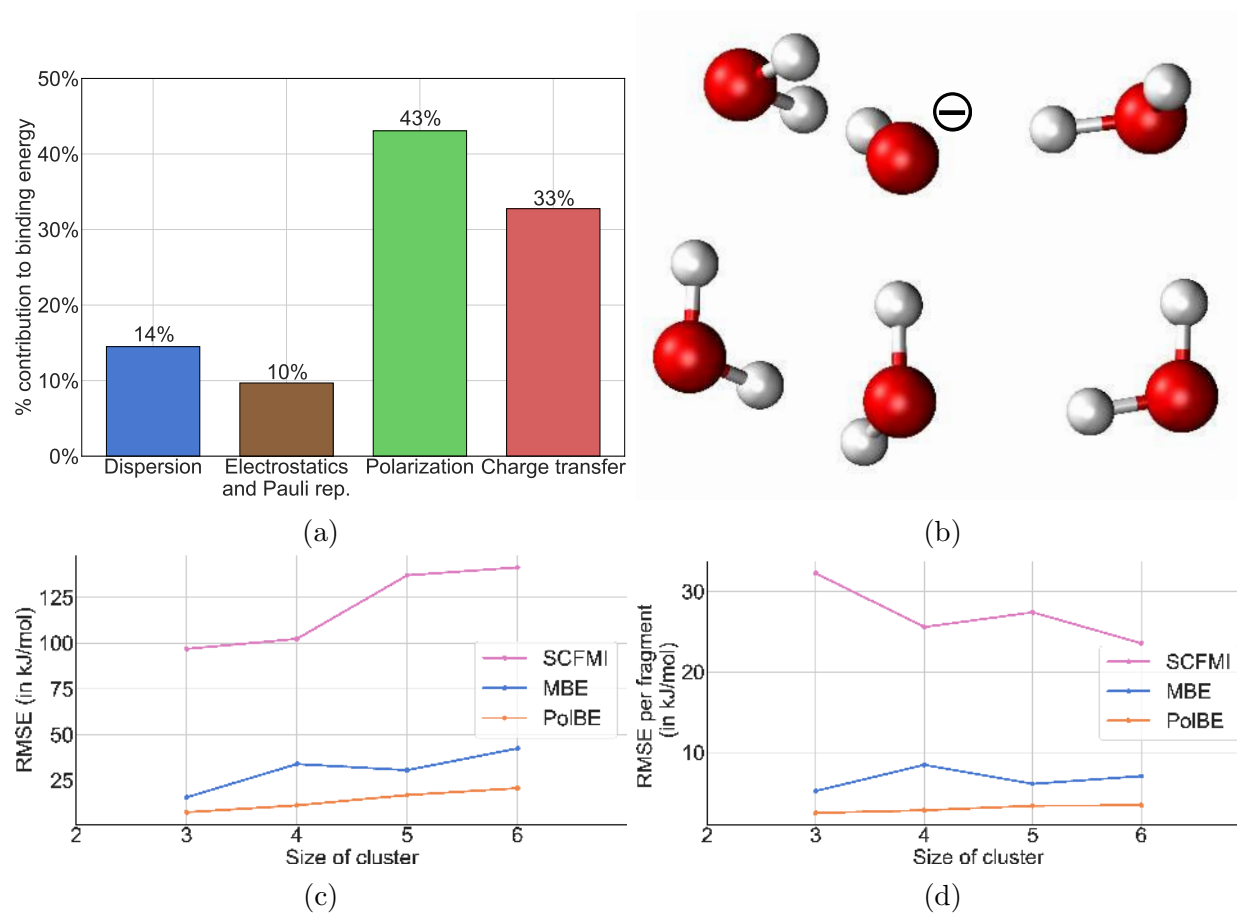 50%
40%
30%
20%
10%
0%
% contribution to binding energy
14%
10%
43%
33%
Dispersion
Electrostatics
and Pauli rep.
Polarization
Charge transfer
(a)
(b)
RMSE (in kJ/mol)
125
100
75
50
25
2
3
4
5
6
Size of cluster
SCFMI
MBE
PolBE
(c)
RMSE per fragment
(in kJ/mol)
30
20
10
2
3
4
5
6
Size of cluster
SCFMI
MBE
PolBE
(d)